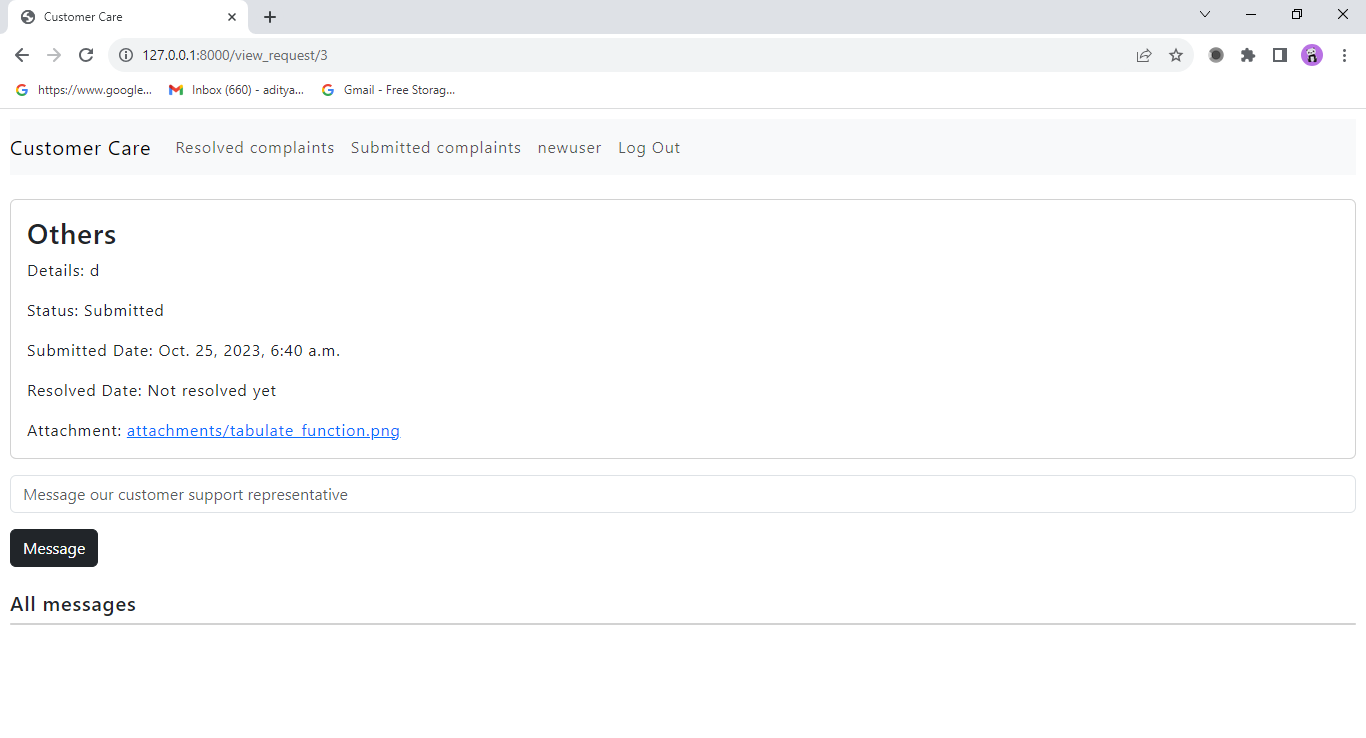 Customer Care
127.0.0.1:8000/view_request/3
https://www.google... Inbox (660) - aditya... Gmail - Free Storag...
Customer Care Resolved complaints Submitted complaints newuser Log Out
Others
Details: d
Status: Submitted
Submitted Date: Oct. 25, 2023, 6:40 a.m.
Resolved Date: Not resolved yet
Attachment: attachments/tabulate_function.png
Message our customer support representative
Message
All messages